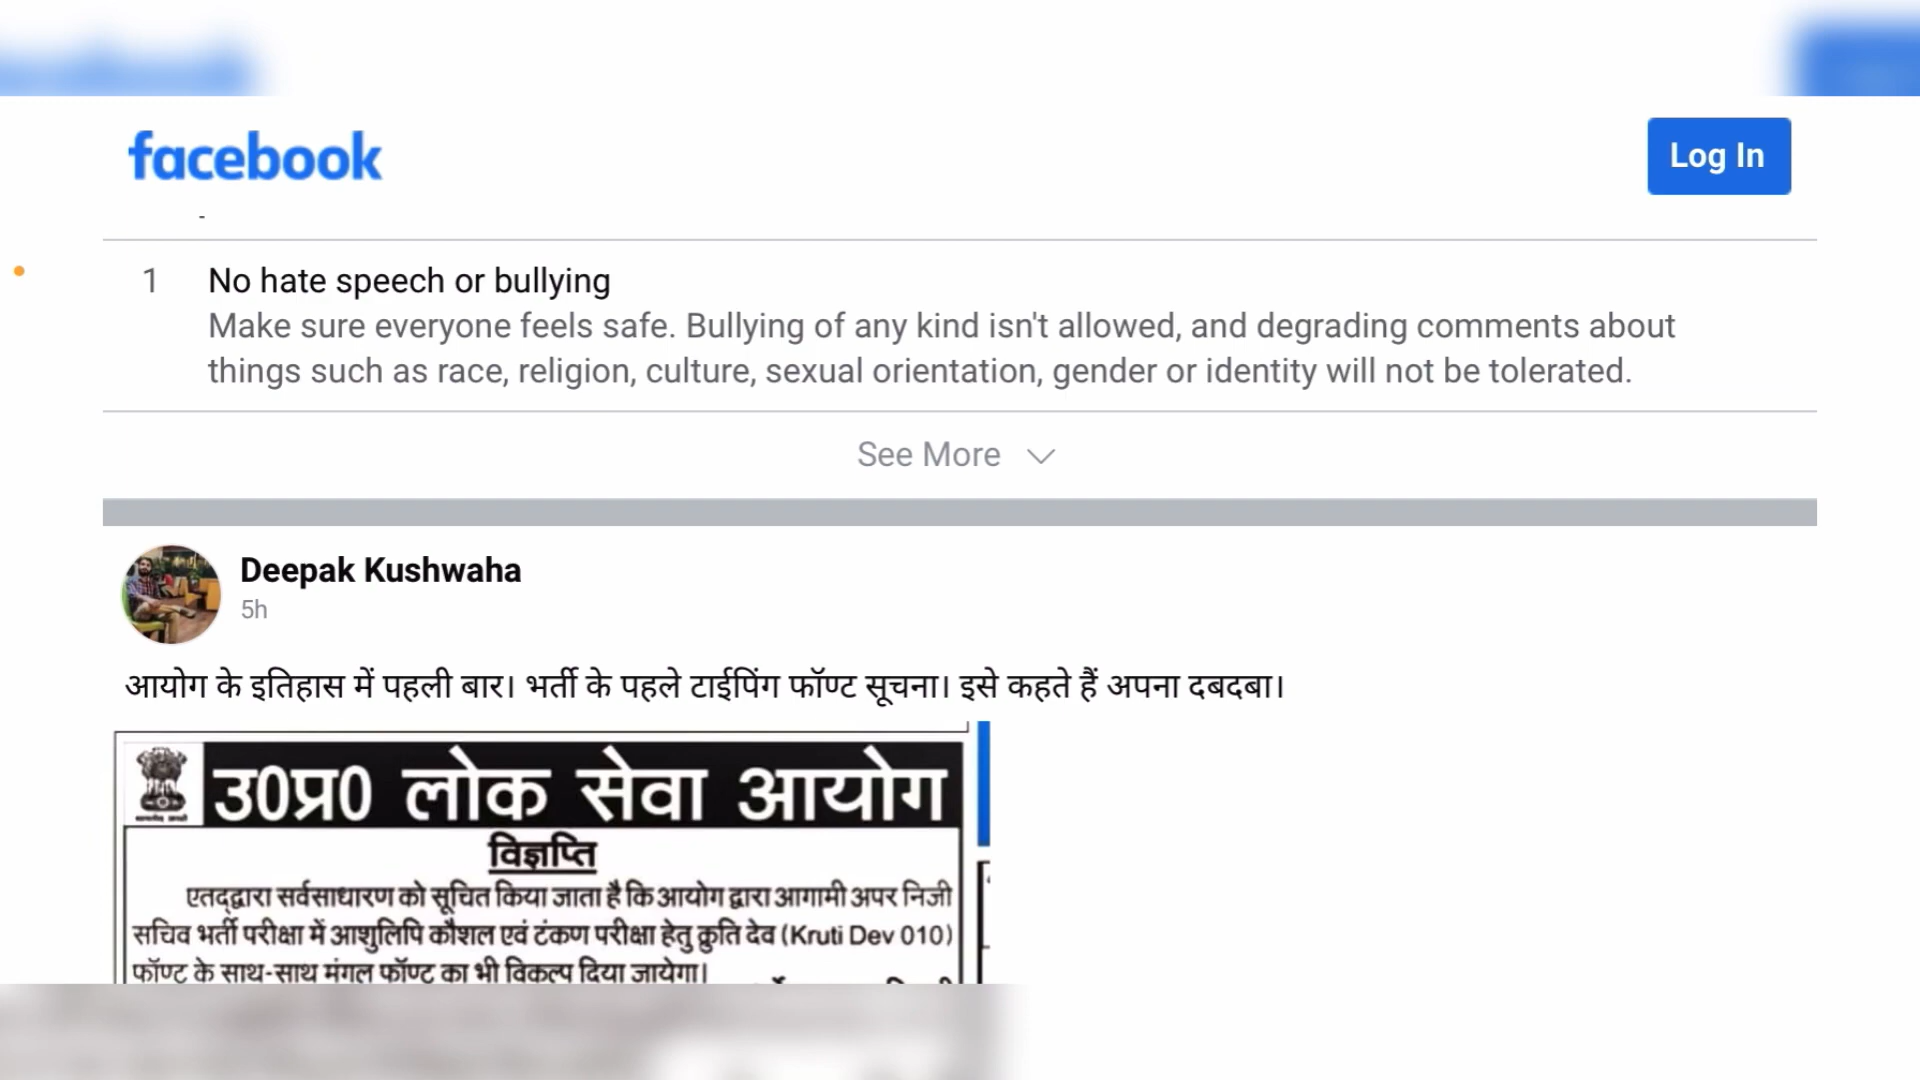 facebook
Log In
1 No hate speech or bullying
Make sure everyone feels safe. Bullying of any kind isn't allowed, and degrading comments about
things such as race, religion, culture, sexual orientation, gender or identity will not be tolerated.
See More
Deepak Kushwaha
5h
आयोग के इतिहास में पहली बार। भर्ती के पहले टाईपिंग फॉण्ट सूचना। इसे कहते हैं अपना दबदबा।
उ0प्र0 लोक सेवा आयोग
विज्ञप्ति
एतद्द्वारा सर्वसाधारण को सूचित किया जाता है कि आयोग द्वारा आगामी अपर निजी
सचिव भर्ती परीक्षा में आशुलिपि कौशल एवं टंकण परीक्षा हेतु क्रुति देव (Kruti Dev 010)
फॉण्ट के साथ-साथ मंगल फॉण्ट का भी विकल्प दिया जायेगा।